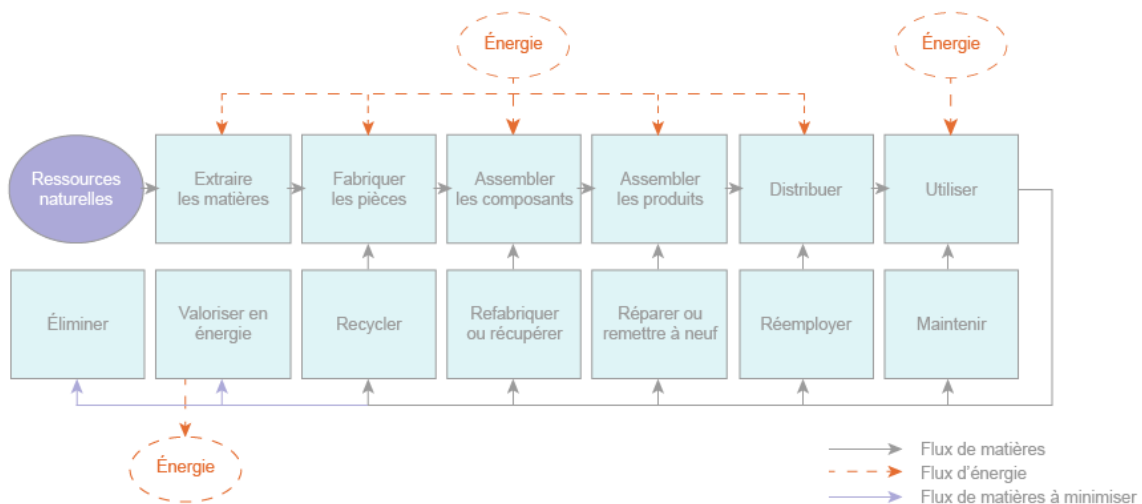 Énergie
Énergie
Ressources
naturelles
Extraire
les matières
Fabriquer
les pièces
Assembler
les composants
Assembler
les produits
Distribuer
Utiliser
Éliminer
Valoriser en
énergie
Recycler
Refabriquer
ou récupérer
Réparer ou
remettre à neuf
Réemployer
Maintenir
Énergie
Flux de matières
Flux d'énergie
Flux de matières à minimiser